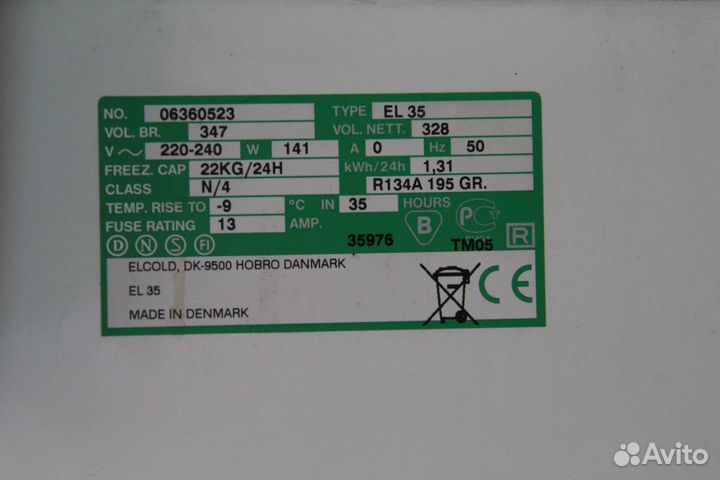 NO. 06360523 TYPE EL 35
VOL. BR. 347 VOL. NETT. 328
V 220-240 W 141 A 0 Hz 50
FREEZ. CAP 22KG/24H kWh/24h 1,31
CLASS N/4 R134A 195 GR.
TEMP. RISE TO -9 °C IN 35 HOURS
FUSE RATING 13 AMP.
D N S FI 35976 B PCT TM05 R
ELCOLD, DK-9500 HOBRO DANMARK
EL 35
MADE IN DENMARK
CE
Avito